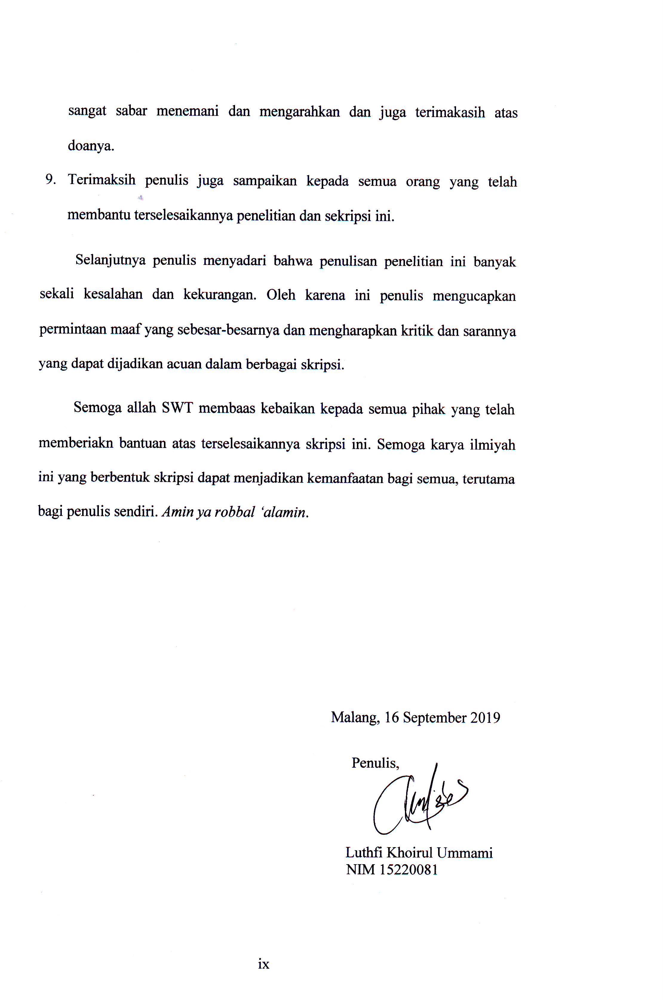 sangat sabar menemani dan mengarahkan dan juga terimakasih atas
doanya.
9. Terimaksih penulis juga sampaikan kepada semua orang yang telah
membantu terselesaikannya penelitian dan sekripsi ini.
Selanjutnya penulis menyadari bahwa penulisan penelitian ini banyak
sekali kesalahan dan kekurangan. Oleh karena ini penulis mengucapkan
permintaan maaf yang sebesar-besarnya dan mengharapkan kritik dan sarannya
yang dapat dijadikan acuan dalam berbagai skripsi.
Semoga allah SWT membaas kebaikan kepada semua pihak yang telah
memberiakn bantuan atas terselesaikannya skripsi ini. Semoga karya ilmiyah
ini yang berbentuk skripsi dapat menjadikan kemanfaatan bagi semua, terutama
bagi penulis sendiri. Amin ya robbal ‘alamin.
Malang, 16 September 2019
Penulis,
Luthfi Khoirul Ummami
NIM 15220081
ix